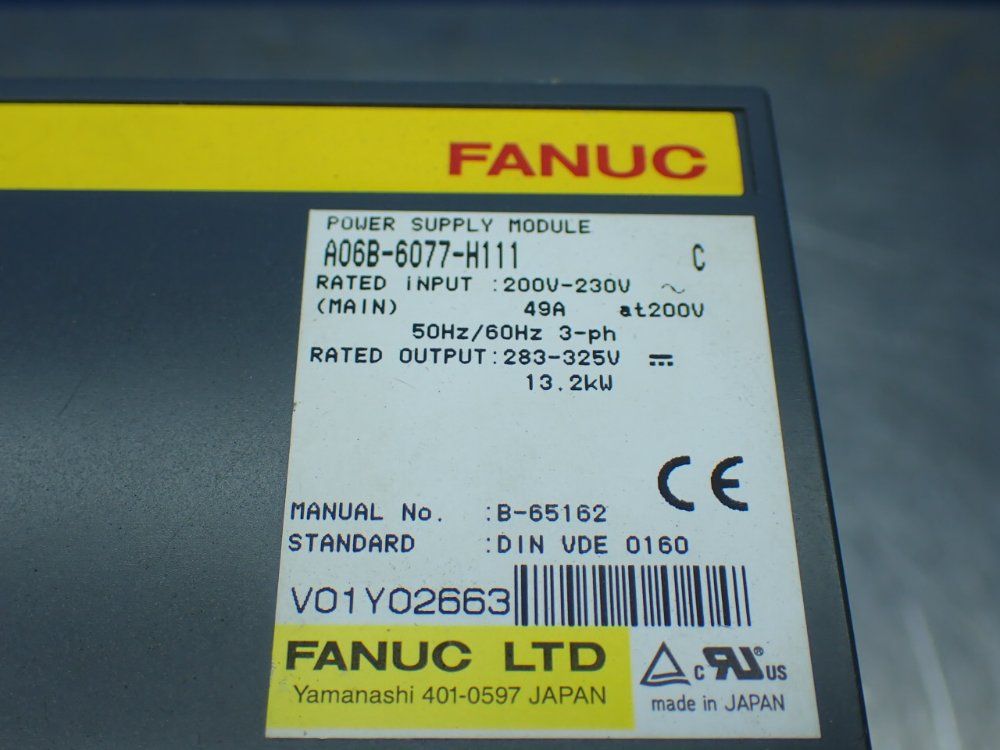 FANUC
POWER SUPPLY MODULE
A06B-6077-H111 C
RATED iNPUT :200V-230V ~
(MAIN) 49A at200V
50Hz/60Hz 3-ph
RATED OUTPUT:283-325V ⎓
13.2kW
CE
MANUAL No. :B-65162
STANDARD :DIN VDE 0160
V01Y02663
FANUC LTD
Yamanashi 401-0597 JAPAN
c RU® US
made in JAPAN